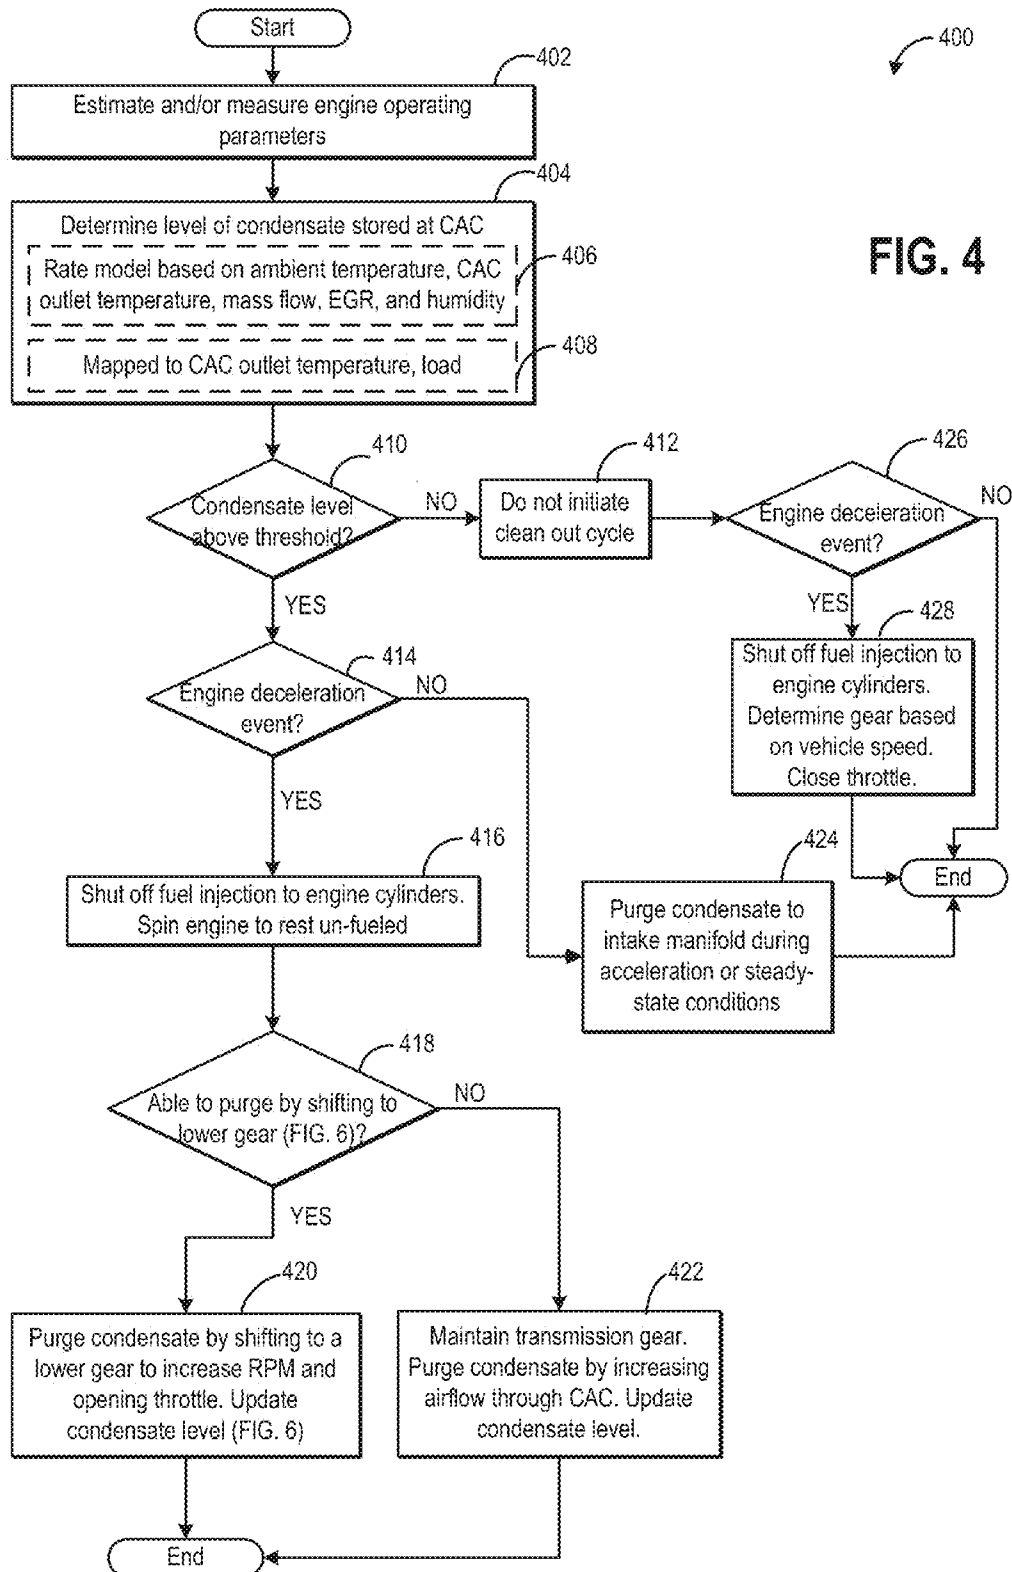 Start
400
402
Estimate and/or measure engine operating
parameters
404
Determine level of condensate stored at CAC
FIG. 4
406
Rate model based on ambient temperature, CAC
outlet temperature, mass flow, EGR, and humidity
408
Mapped to CAC outlet temperature, load
410
Condensate level
above threshold?
NO
412
Do not initiate
clean out cycle
426
Engine deceleration
event?
NO
YES
YES
428
Shut off fuel injection to
engine cylinders.
Determine gear based
on vehicle speed.
Close throttle.
414
Engine deceleration
event?
NO
YES
416
Shut off fuel injection to engine cylinders.
Spin engine to rest un-fueled
424
Purge condensate to
intake manifold during
acceleration or steady-
state conditions
End
418
Able to purge by shifting to
lower gear (FIG. 6)?
NO
YES
420
Purge condensate by shifting to a
lower gear to increase RPM and
opening throttle. Update
condensate level (FIG. 6)
422
Maintain transmission gear.
Purge condensate by increasing
airflow through CAC. Update
condensate level.
End